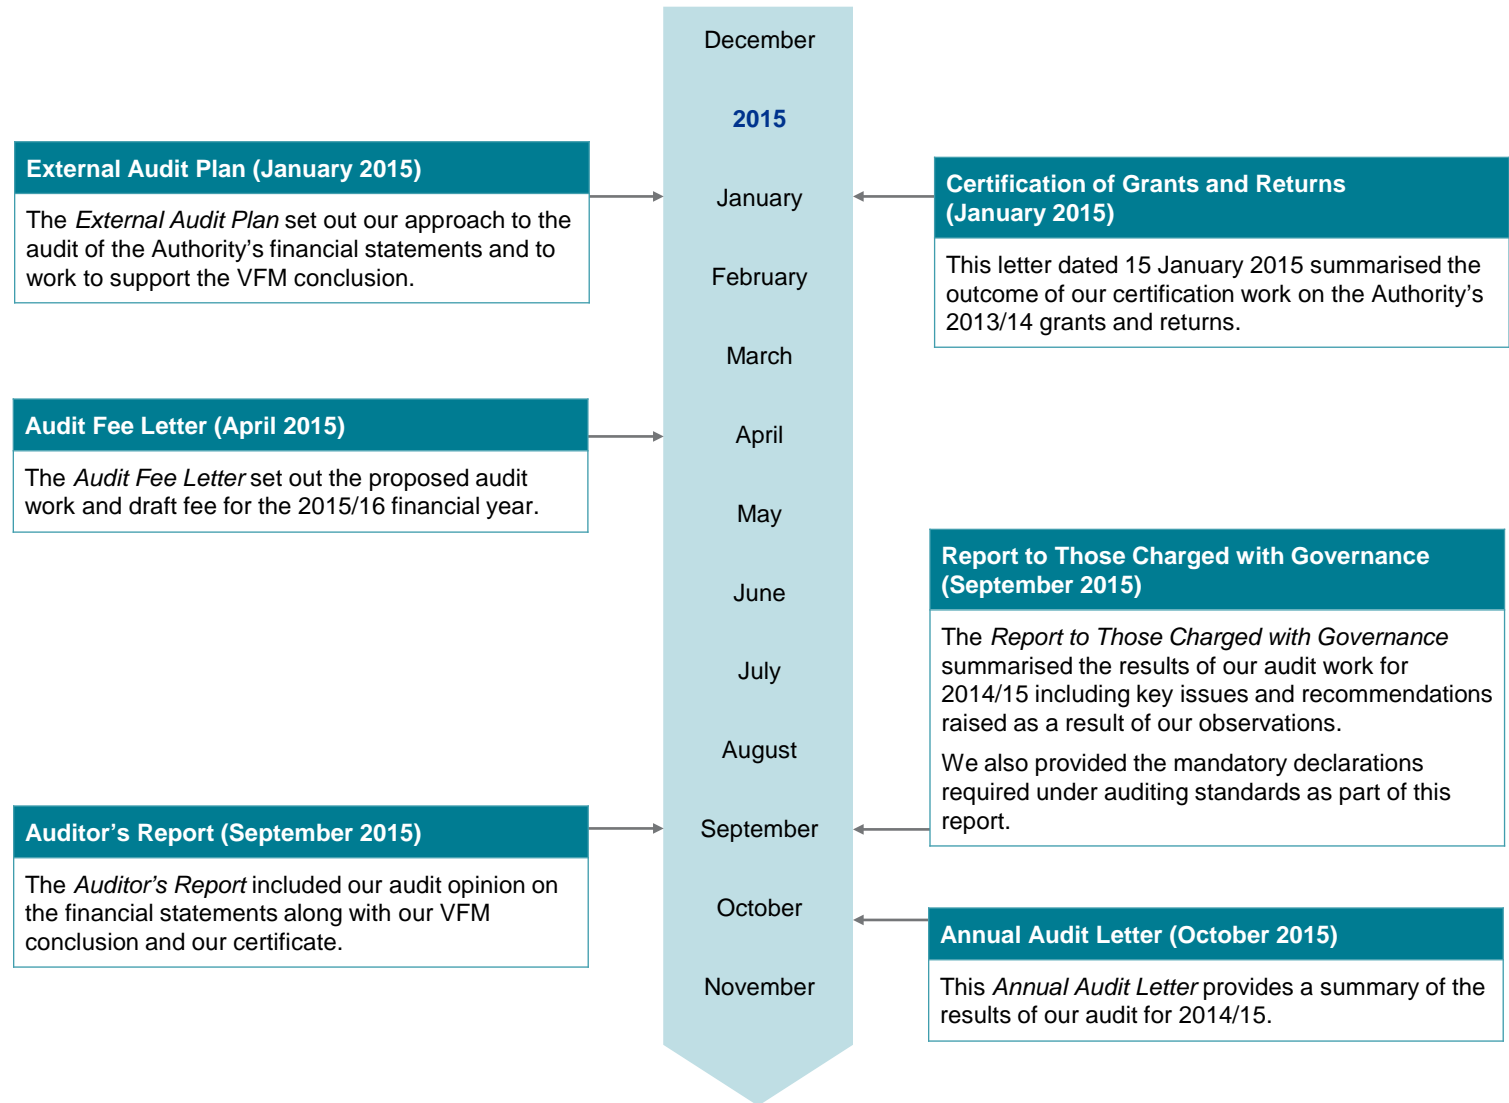 December
2015
January
February
March
April
May
June
July
August
September
October
November
External Audit Plan (January 2015)
The External Audit Plan set out our approach to the
audit of the Authority's financial statements and to
work to support the VFM conclusion.
Audit Fee Letter (April 2015)
The Audit Fee Letter set out the proposed audit
work and draft fee for the 2015/16 financial year.
Auditor's Report (September 2015)
The Auditor's Report included our audit opinion on
the financial statements along with our VFM
conclusion and our certificate.
Certification of Grants and Returns
(January 2015)
This letter dated 15 January 2015 summarised the
outcome of our certification work on the Authority's
2013/14 grants and returns.
Report to Those Charged with Governance
(September 2015)
The Report to Those Charged with Governance
summarised the results of our audit work for
2014/15 including key issues and recommendations
raised as a result of our observations.
We also provided the mandatory declarations
required under auditing standards as part of this
report.
Annual Audit Letter (October 2015)
This Annual Audit Letter provides a summary of the
results of our audit for 2014/15.